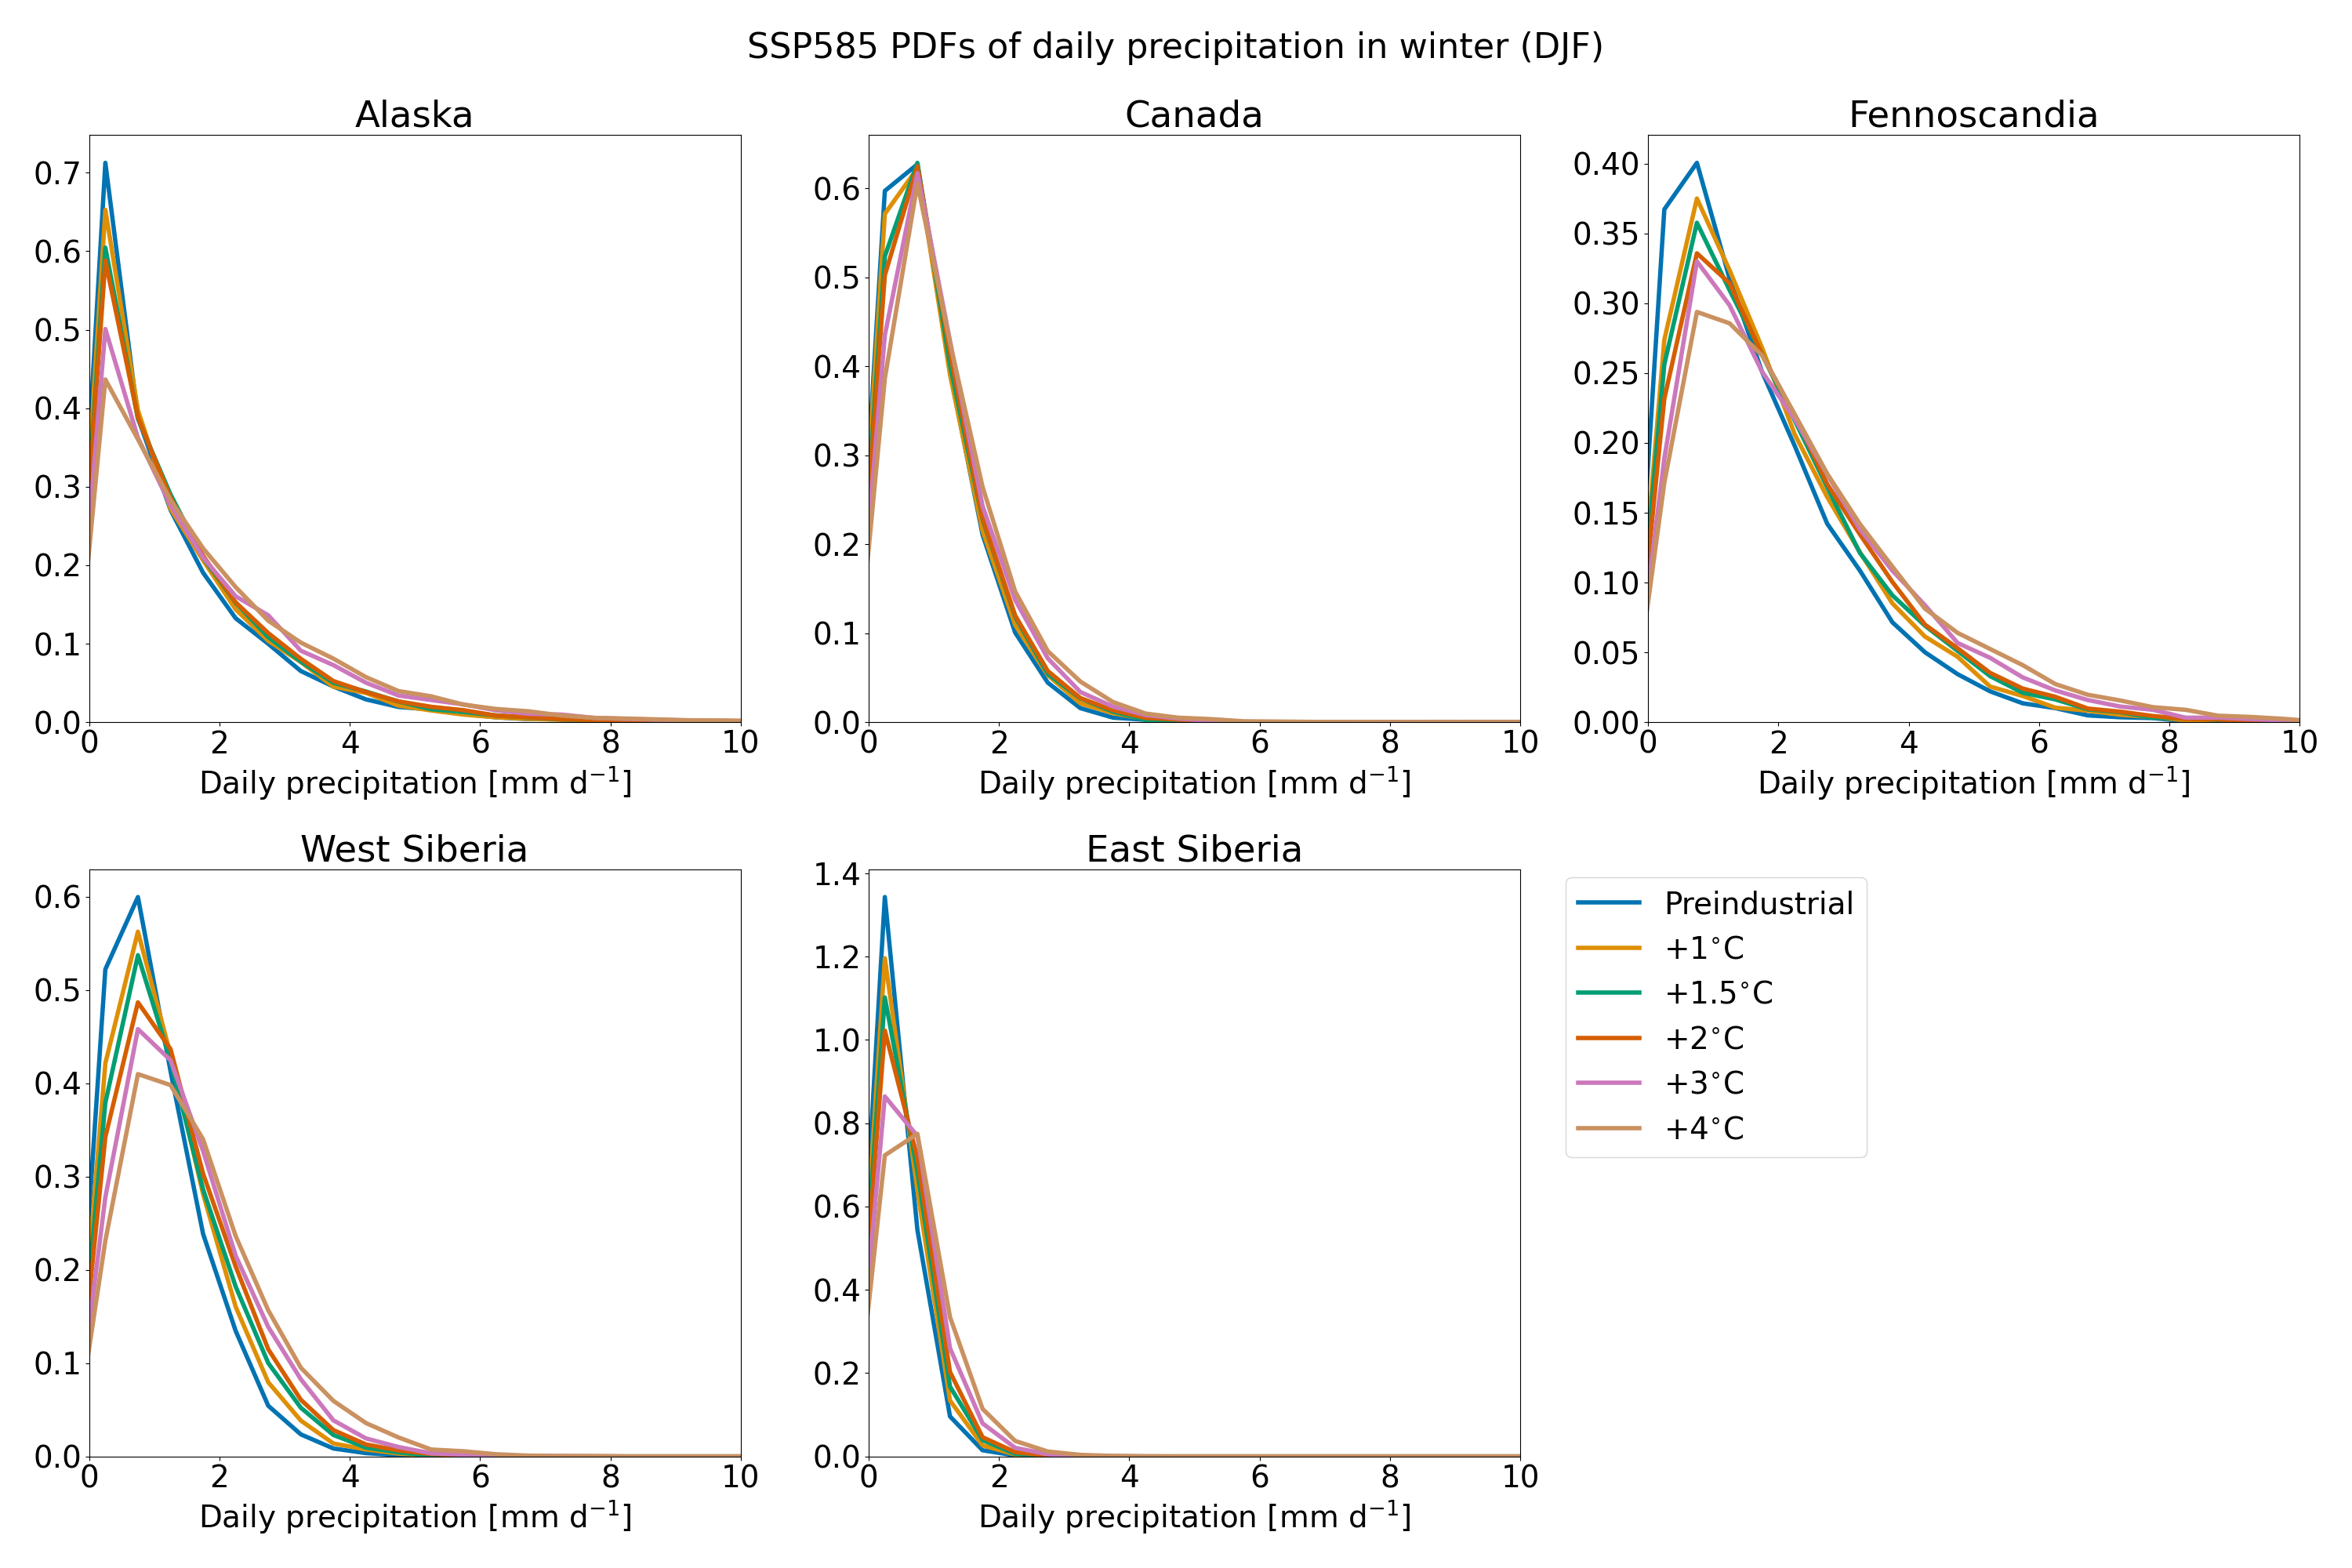 SSP585 PDFs of daily precipitation in winter (DJF)
Alaska
0.7
0.6
0.5
0.4
0.3
0.2
0.1
0.0
0 2 4 6 8 10
Daily precipitation [mm d⁻¹]
Canada
0.6
0.5
0.4
0.3
0.2
0.1
0.0
0 2 4 6 8 10
Daily precipitation [mm d⁻¹]
Fennoscandia
0.40
0.35
0.30
0.25
0.20
0.15
0.10
0.05
0.00
0 2 4 6 8 10
Daily precipitation [mm d⁻¹]
West Siberia
0.6
0.5
0.4
0.3
0.2
0.1
0.0
0 2 4 6 8 10
Daily precipitation [mm d⁻¹]
East Siberia
1.4
1.2
1.0
0.8
0.6
0.4
0.2
0.0
0 2 4 6 8 10
Daily precipitation [mm d⁻¹]
Preindustrial
+1°C
+1.5°C
+2°C
+3°C
+4°C